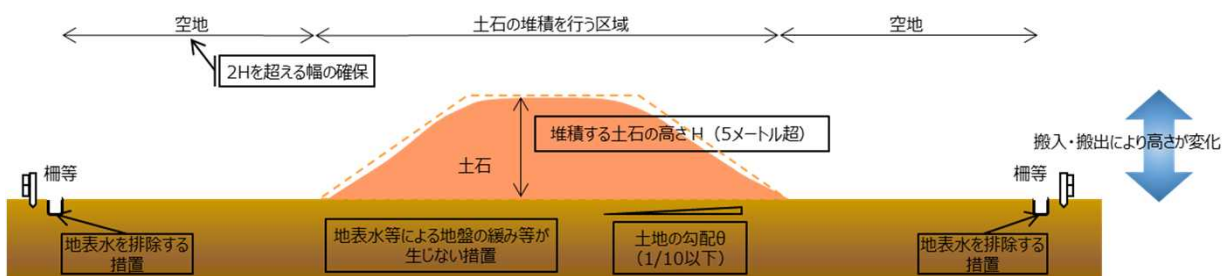 空地
土石の堆積を行う区域
空地
2Hを超える幅の確保
堆積する土石の高さH（5メートル超）
土石
搬入・搬出により高さが変化
柵等
柵等
地表水を排除する
措置
地表水等による地盤の緩み等が
生じない措置
土地の勾配θ
（1/10以下）
地表水を排除する
措置